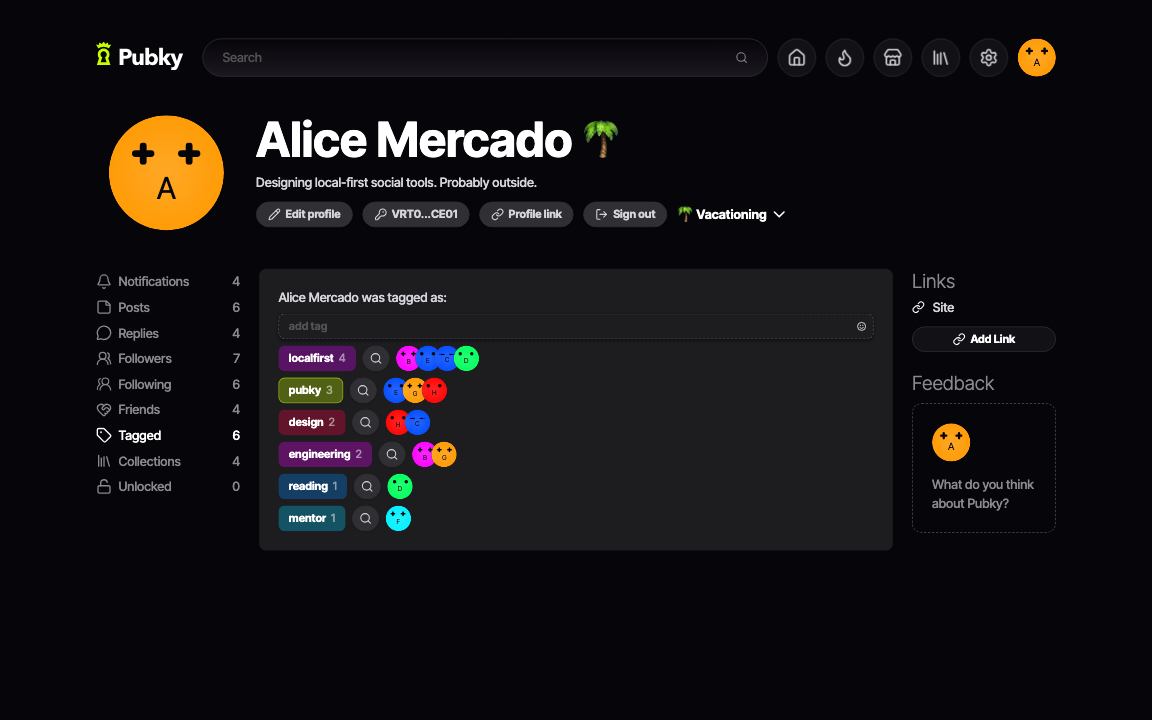 Pubky
Search
A
A
Alice Mercado 🌴
Designing local-first social tools. Probably outside.
Edit profile
VRT0...CE01
Profile link
Sign out
🌴 Vacationing
Notifications 4
Posts 6
Replies 4
Followers 7
Following 6
Friends 4
Tagged 6
Collections 4
Unlocked 0
Alice Mercado was tagged as:
add tag
localfirst 4 B E C D
pubky 3 E G H
design 2 H C
engineering 2 B G
reading 1 D
mentor 1 F
Links
Site
Add Link
Feedback
A
What do you think
about Pubky?